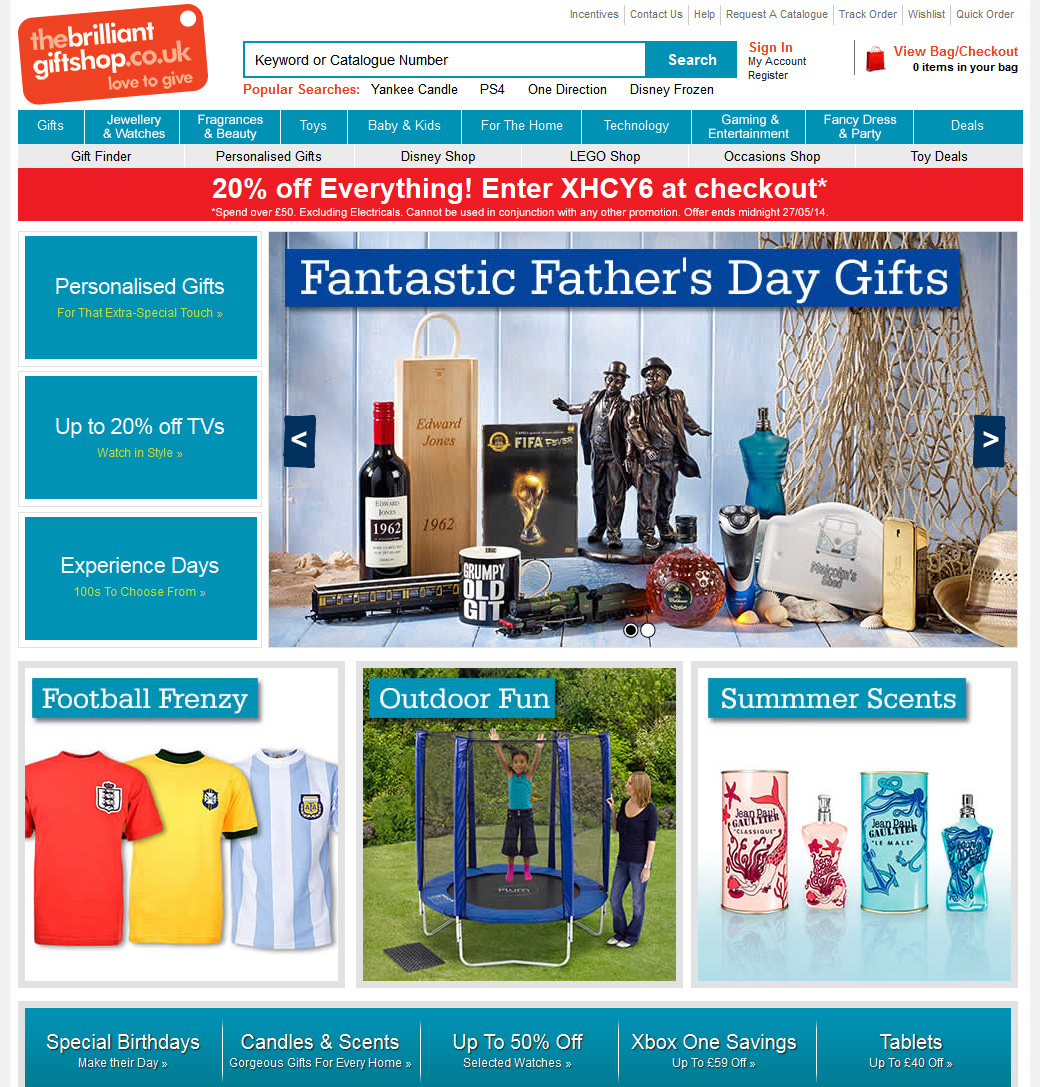 thebrilliant
giftshop.co.uk
love to give
Incentives Contact Us Help Request A Catalogue Track Order Wishlist Quick Order
Keyword or Catalogue Number
Search
Sign In
My Account
Register
View Bag/Checkout
0 items in your bag
Popular Searches: Yankee Candle PS4 One Direction Disney Frozen
Gifts
Jewellery
& Watches
Fragrances
& Beauty
Toys
Baby & Kids
For The Home
Technology
Gaming &
Entertainment
Fancy Dress
& Party
Deals
Gift Finder Personalised Gifts Disney Shop LEGO Shop Occasions Shop Toy Deals
20% off Everything! Enter XHCY6 at checkout*
*Spend over £50. Excluding Electricals. Cannot be used in conjunction with any other promotion. Offer ends midnight 27/05/14.
Personalised Gifts
For That Extra-Special Touch »
Up to 20% off TVs
Watch in Style »
Experience Days
100s To Choose From »
Fantastic Father's Day Gifts
<
>
Edward
Jones
1962
EDWARD
JONES
1962
FIFA FEVER
ERIC
GRUMPY
OLD
GIT
Malcolm's
Shed
Football Frenzy
AFA
Outdoor Fun
plum
Summmer Scents
Jean Paul
GAULTIER
"CLASSIQUE"
Jean Paul
GAULTIER
"LE MALE"
Special Birthdays
Make their Day »
Candles & Scents
Gorgeous Gifts For Every Home »
Up To 50% Off
Selected Watches »
Xbox One Savings
Up To £59 Off »
Tablets
Up To £40 Off »